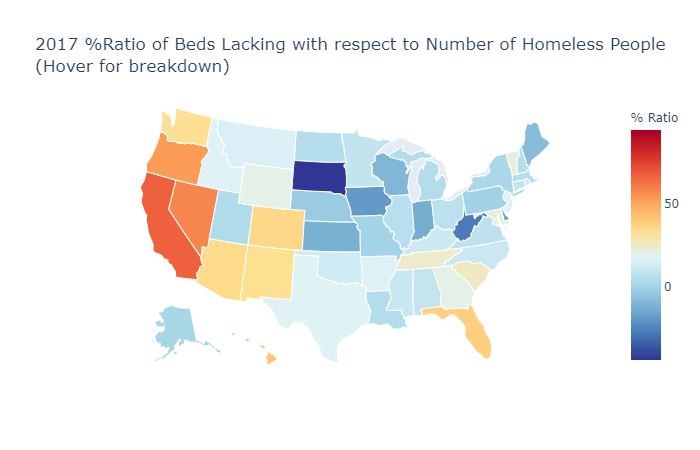 2017 %Ratio of Beds Lacking with respect to Number of Homeless People
(Hover for breakdown)
% Ratio
50
0